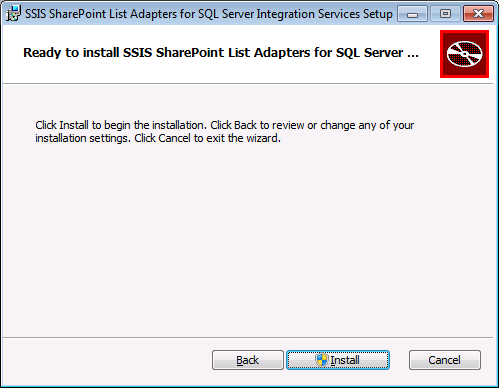 SSIS SharePoint List Adapters for SQL Server Integration Services Setup
Ready to install SSIS SharePoint List Adapters for SQL Server ...
Click Install to begin the installation. Click Back to review or change any of your
installation settings. Click Cancel to exit the wizard.
Back Install Cancel